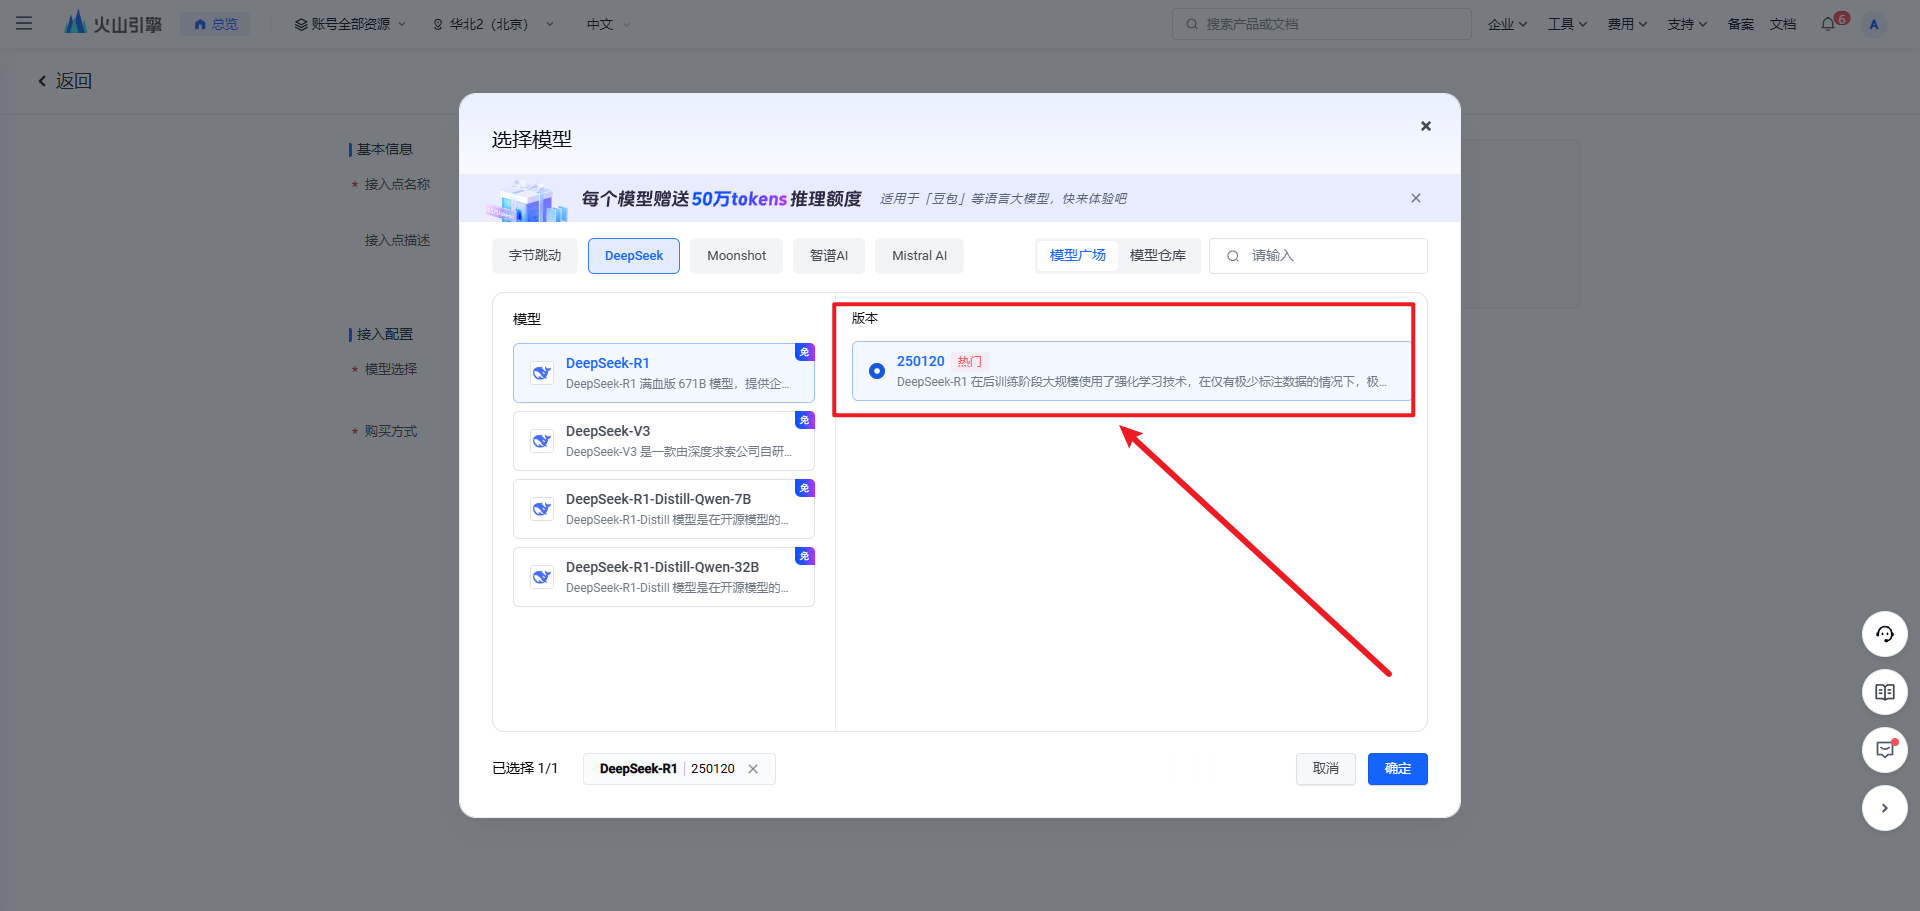 火山引擎
总览
账号全部资源
华北2（北京）
中文
搜索产品或文档
企业
工具
费用
支持
备案
文档
6
A
返回
基本信息
* 接入点名称
接入点描述
接入配置
* 模型选择
* 购买方式
选择模型
每个模型赠送50万tokens推理额度
适用于「豆包」等语言大模型，快来体验吧
字节跳动
DeepSeek
Moonshot
智谱AI
Mistral AI
模型广场
模型仓库
请输入
模型
免
DeepSeek-R1
DeepSeek-R1 满血版 671B 模型，提供企...
免
DeepSeek-V3
DeepSeek-V3 是一款由深度求索公司自研...
免
DeepSeek-R1-Distill-Qwen-7B
DeepSeek-R1-Distill 模型是在开源模型的...
免
DeepSeek-R1-Distill-Qwen-32B
DeepSeek-R1-Distill 模型是在开源模型的...
版本
250120 热门
DeepSeek-R1 在后训练阶段大规模使用了强化学习技术，在仅有极少标注数据的情况下，极...
已选择 1/1
DeepSeek-R1 | 250120
取消
确定